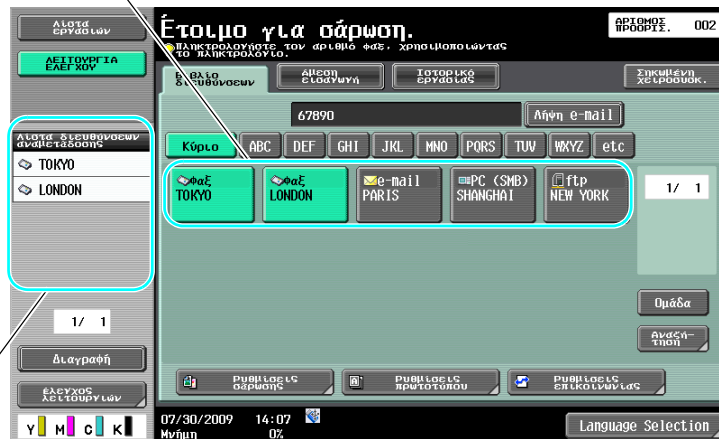 Λίστα
εργασιών
Έτοιμο για σάρωση.
Πληκτρολογήστε τον αριθμό φαξ, χρησιμοποιώντας
το πληκτρολόγιο.
ΑΡΙΘΜΟΣ
ΠΡΟΟΡΙΣ. 002
ΛΕΙΤΟΥΡΓΙΑ
ΕΛΕΓΧΟΥ
Βιβλίο
διευθύνσεων
Άμεση
εισαγωγή
Ιστορικό
εργασίας
Σηκωμένη
χειροσυσκ.
67890
Λήψη e-mail
Κύριο ABC DEF GHI JKL MNO PQRS TUV WXYZ etc
Λίστα διευθύνσεων
αναμετάδοσης
TOKYO
LONDON
Φαξ
TOKYO
Φαξ
LONDON
e-mail
PARIS
PC (SMB)
SHANGHAI
ftp
NEW YORK
1/ 1
Ομάδα
Αναζή-
τηση
1/ 1
Διαγραφή
Έλεγχος
λειτουργιών
Ρυθμίσεις
σάρωσης
Ρυθμίσεις
πρωτοτύπου
Ρυθμίσεις
επικοινωνίας
Y M C K
07/30/2009 14:07
Μνήμη 0%
Language Selection